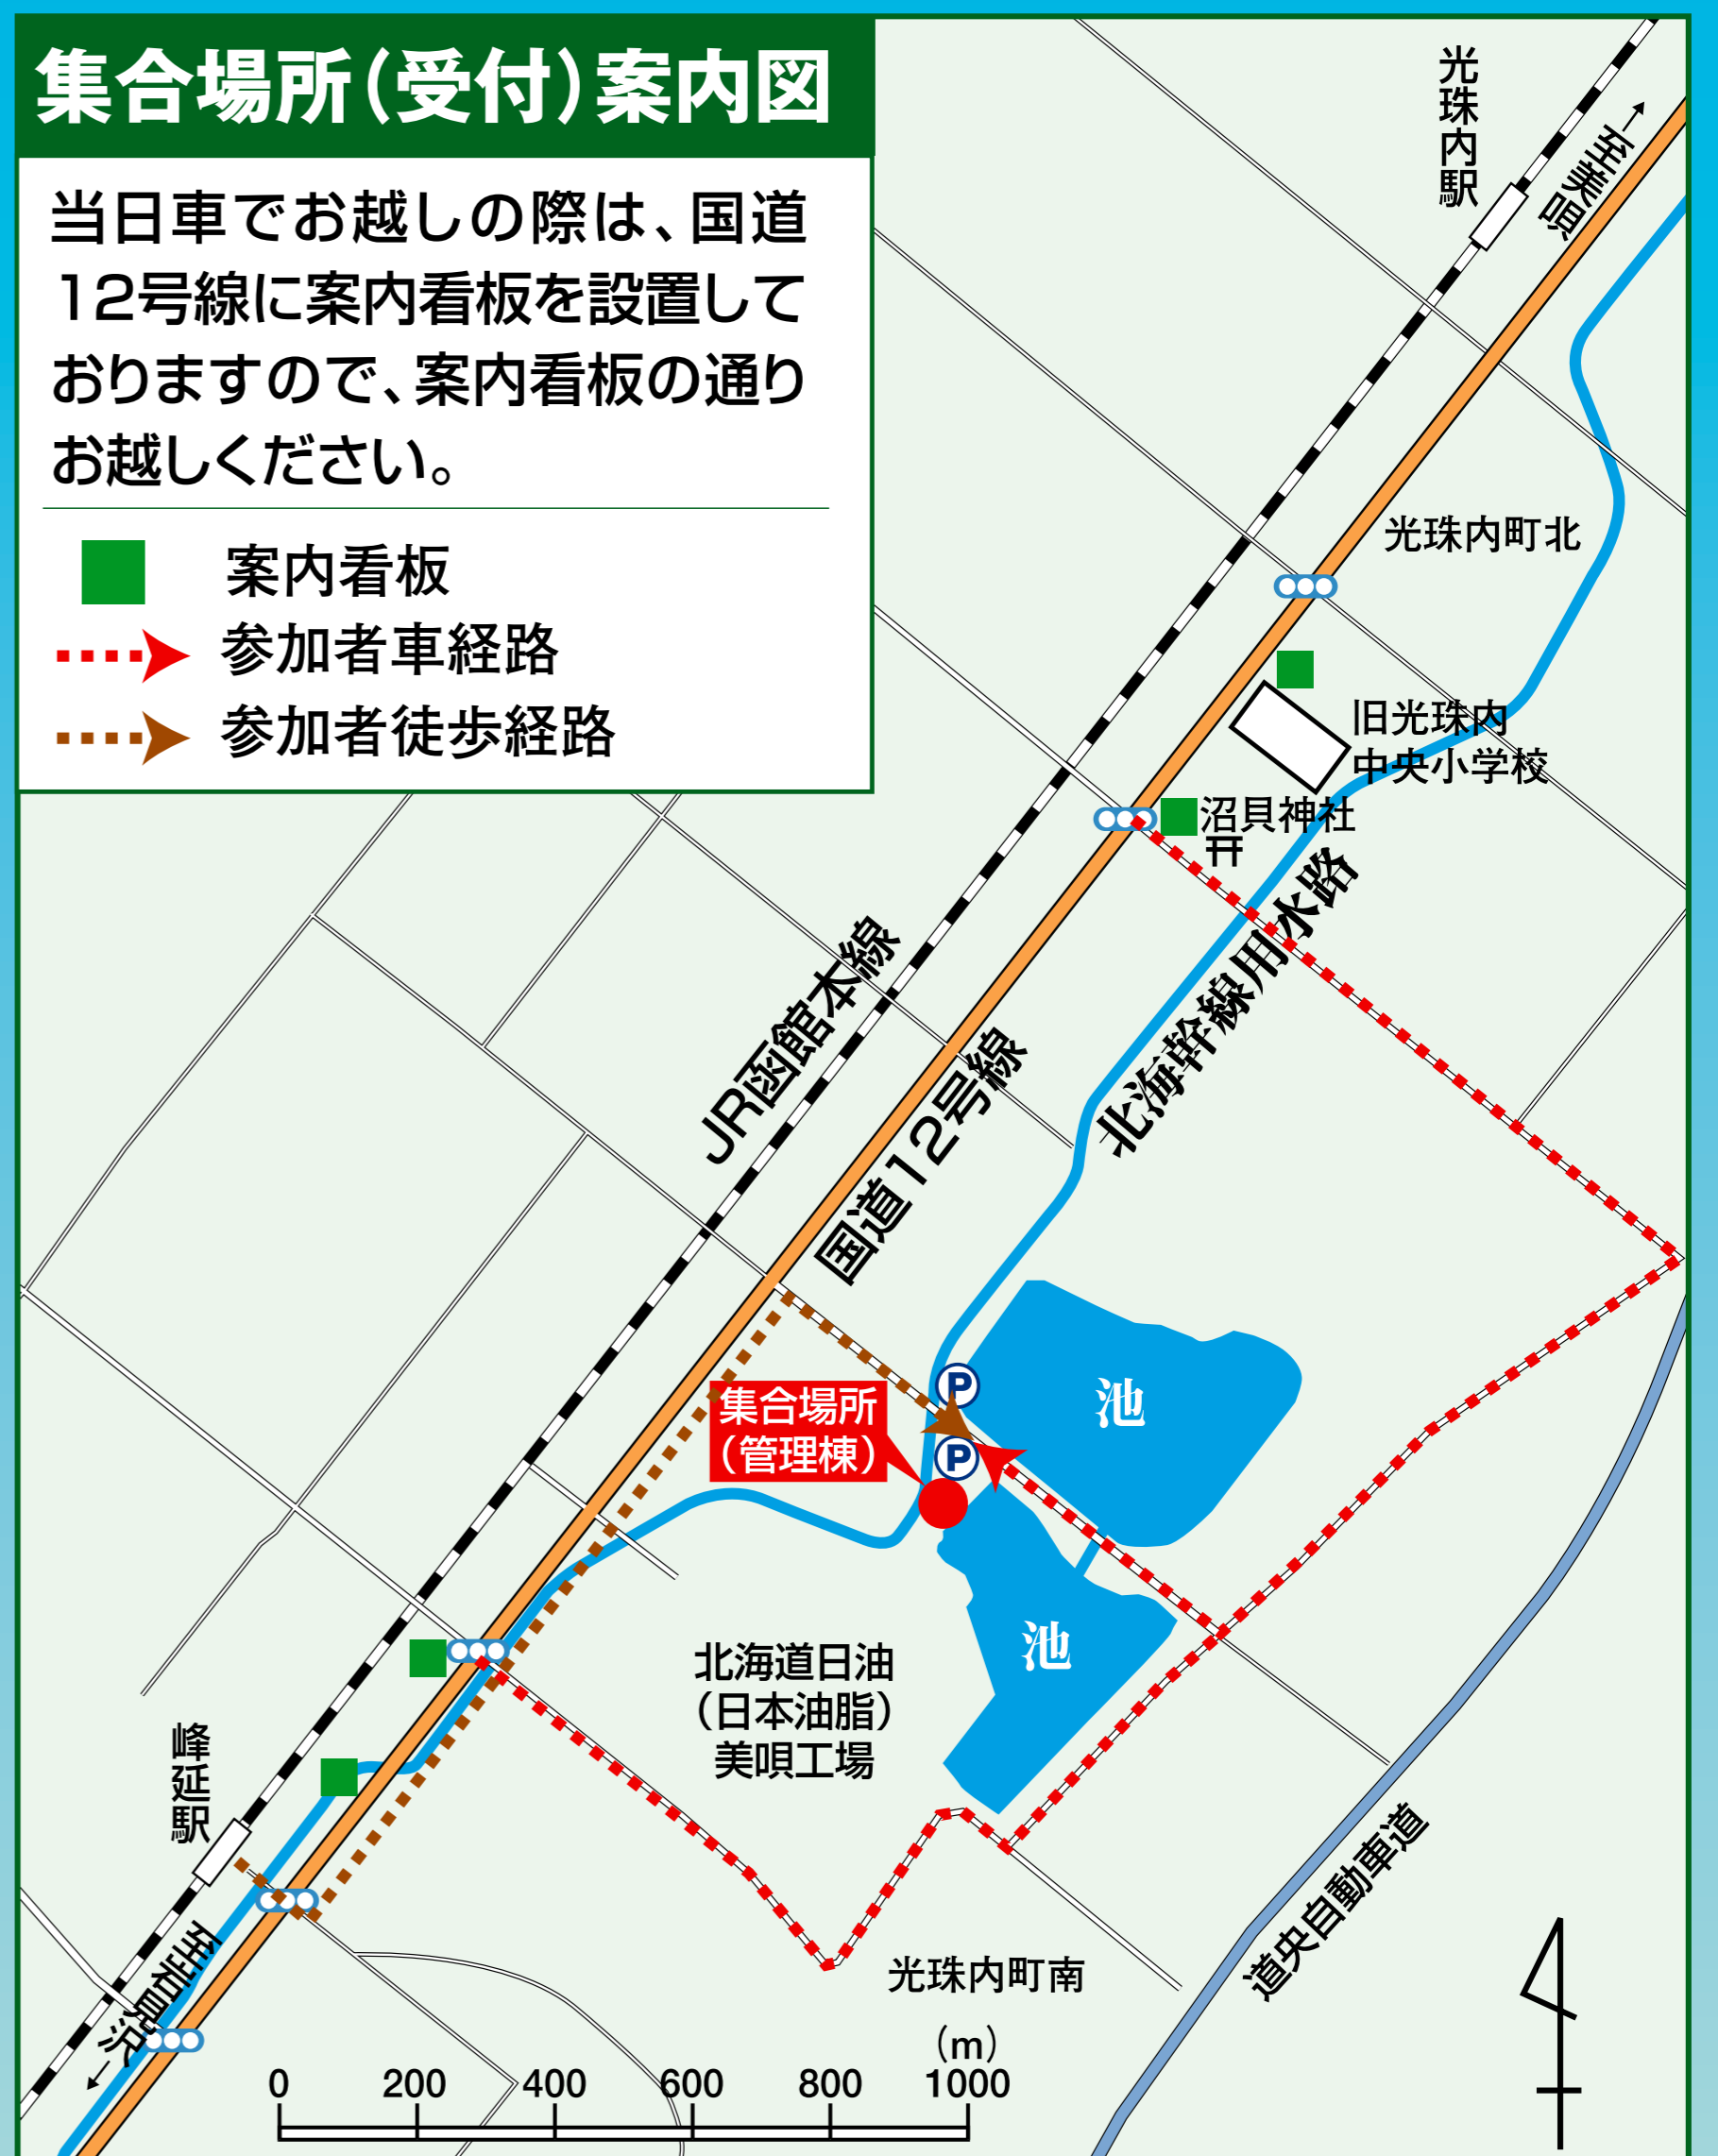 集合場所(受付)案内図
当日車でお越しの際は、国道
12号線に案内看板を設置して
おりますので、案内看板の通り
お越しください。
案内看板
参加者車経路
参加者徒歩経路
光珠内駅
至美唄
光珠内町北
旧光珠内
中央小学校
沼貝神社
北海幹線用水路
JR函館本線
国道12号線
P
池
集合場所
(管理棟)
P
池
北海道日油
(日本油脂)
美唄工場
峰延駅
至岩見沢
道央自動車道
光珠内町南
(m)
0 200 400 600 800 1000